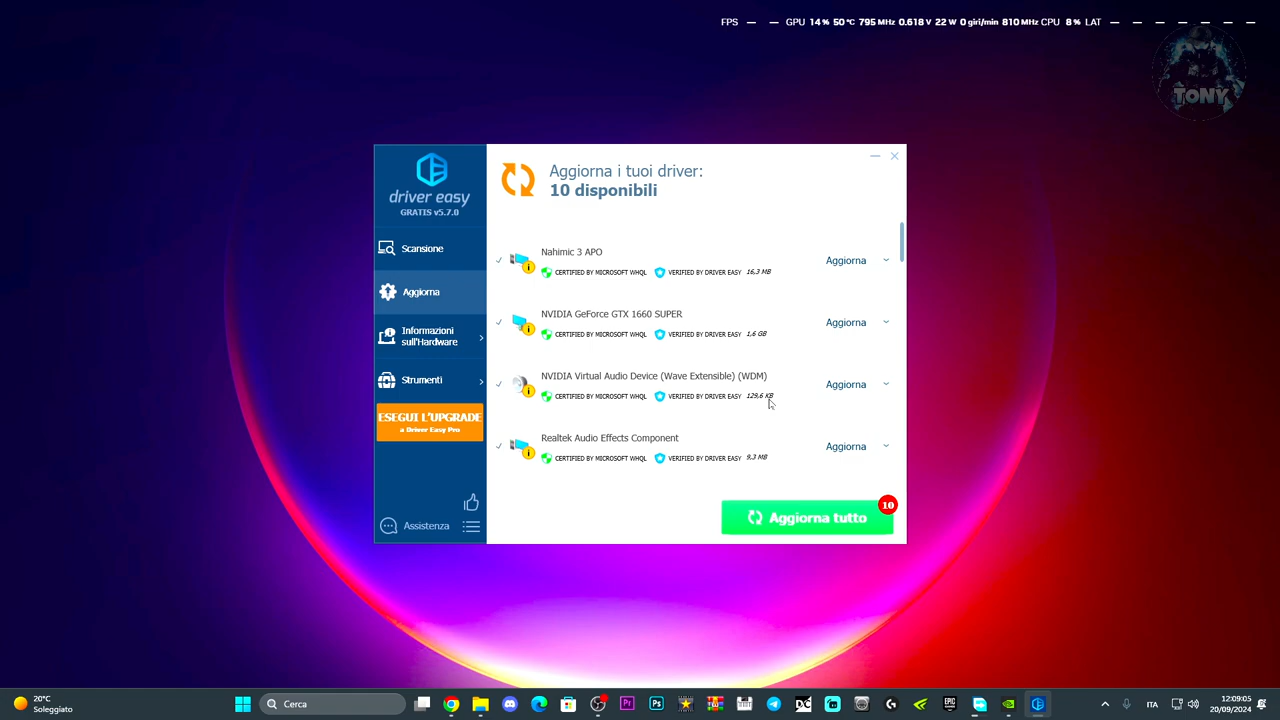 FPS — — GPU 14 % 50 °C 795 MHz 0.618 V 22 W 0 giri/min 810 MHz CPU 8 % LAT — — — — — — —
TONY
driver easy
GRATIS v5.7.0
Scansione
Aggiorna
Informazioni
sull'Hardware
Strumenti
ESEGUI L'UPGRADE
a Driver Easy Pro
Assistenza
Aggiorna i tuoi driver:
10 disponibili
Nahimic 3 APO
CERTIFIED BY MICROSOFT WHQL VERIFIED BY DRIVER EASY 16,3 MB
Aggiorna
NVIDIA GeForce GTX 1660 SUPER
CERTIFIED BY MICROSOFT WHQL VERIFIED BY DRIVER EASY 1,6 GB
Aggiorna
NVIDIA Virtual Audio Device (Wave Extensible) (WDM)
CERTIFIED BY MICROSOFT WHQL VERIFIED BY DRIVER EASY 129,6 KB
Aggiorna
Realtek Audio Effects Component
CERTIFIED BY MICROSOFT WHQL VERIFIED BY DRIVER EASY 9,3 MB
Aggiorna
Aggiorna tutto
10
20°C
Soleggiato
Cerca
Pr
Ps
DC
EPIC
ITA
12:09:05
20/09/2024